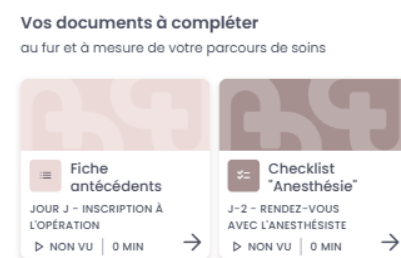 Vos documents à compléter
au fur et à mesure de votre parcours de soins
Fiche
antécédents
JOUR J - INSCRIPTION À
L'OPÉRATION
NON VU | 0 MIN
Checklist
"Anesthésie"
J-2 - RENDEZ-VOUS
AVEC L'ANESTHÉSISTE
NON VU | 0 MIN